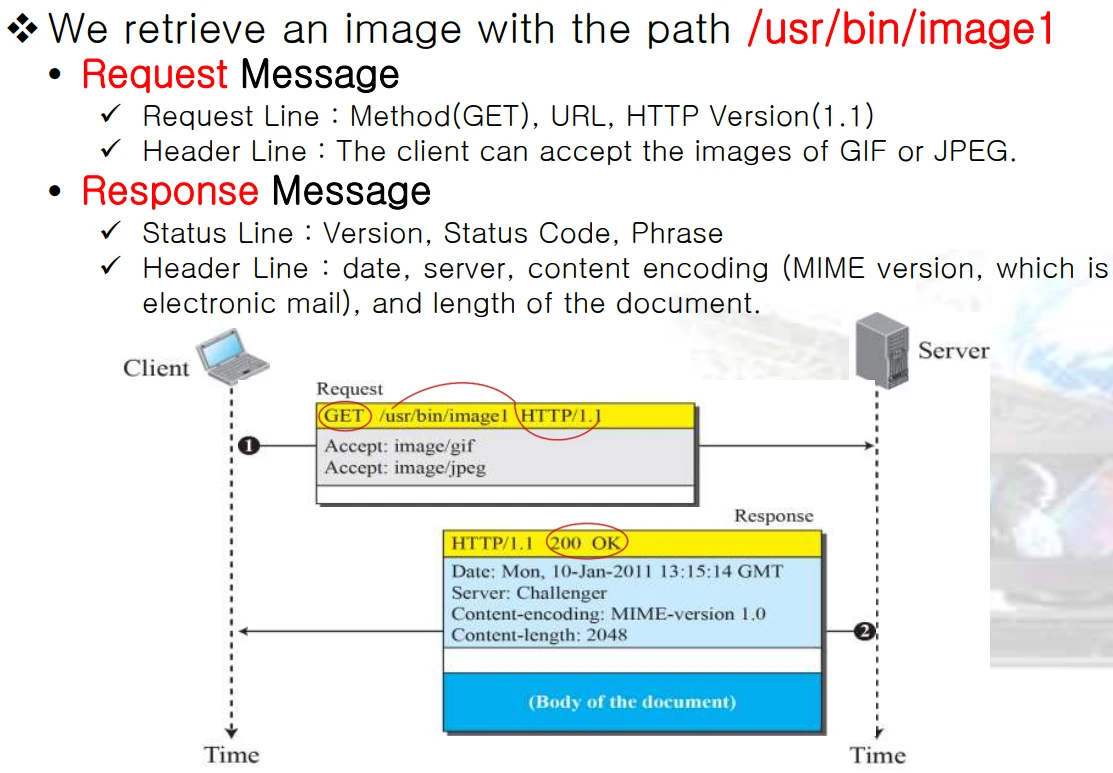 ❖ We retrieve an image with the path /usr/bin/image1
• Request Message
✓ Request Line : Method(GET), URL, HTTP Version(1.1)
✓ Header Line : The client can accept the images of GIF or JPEG.
• Response Message
✓ Status Line : Version, Status Code, Phrase
✓ Header Line : date, server, content encoding (MIME version, which is
electronic mail), and length of the document.
Client
Server
Request
GET /usr/bin/image1 HTTP/1.1
1
Accept: image/gif
Accept: image/jpeg
Response
HTTP/1.1 200 OK
Date: Mon, 10-Jan-2011 13:15:14 GMT
Server: Challenger
Content-encoding: MIME-version 1.0
Content-length: 2048
2
(Body of the document)
Time
Time